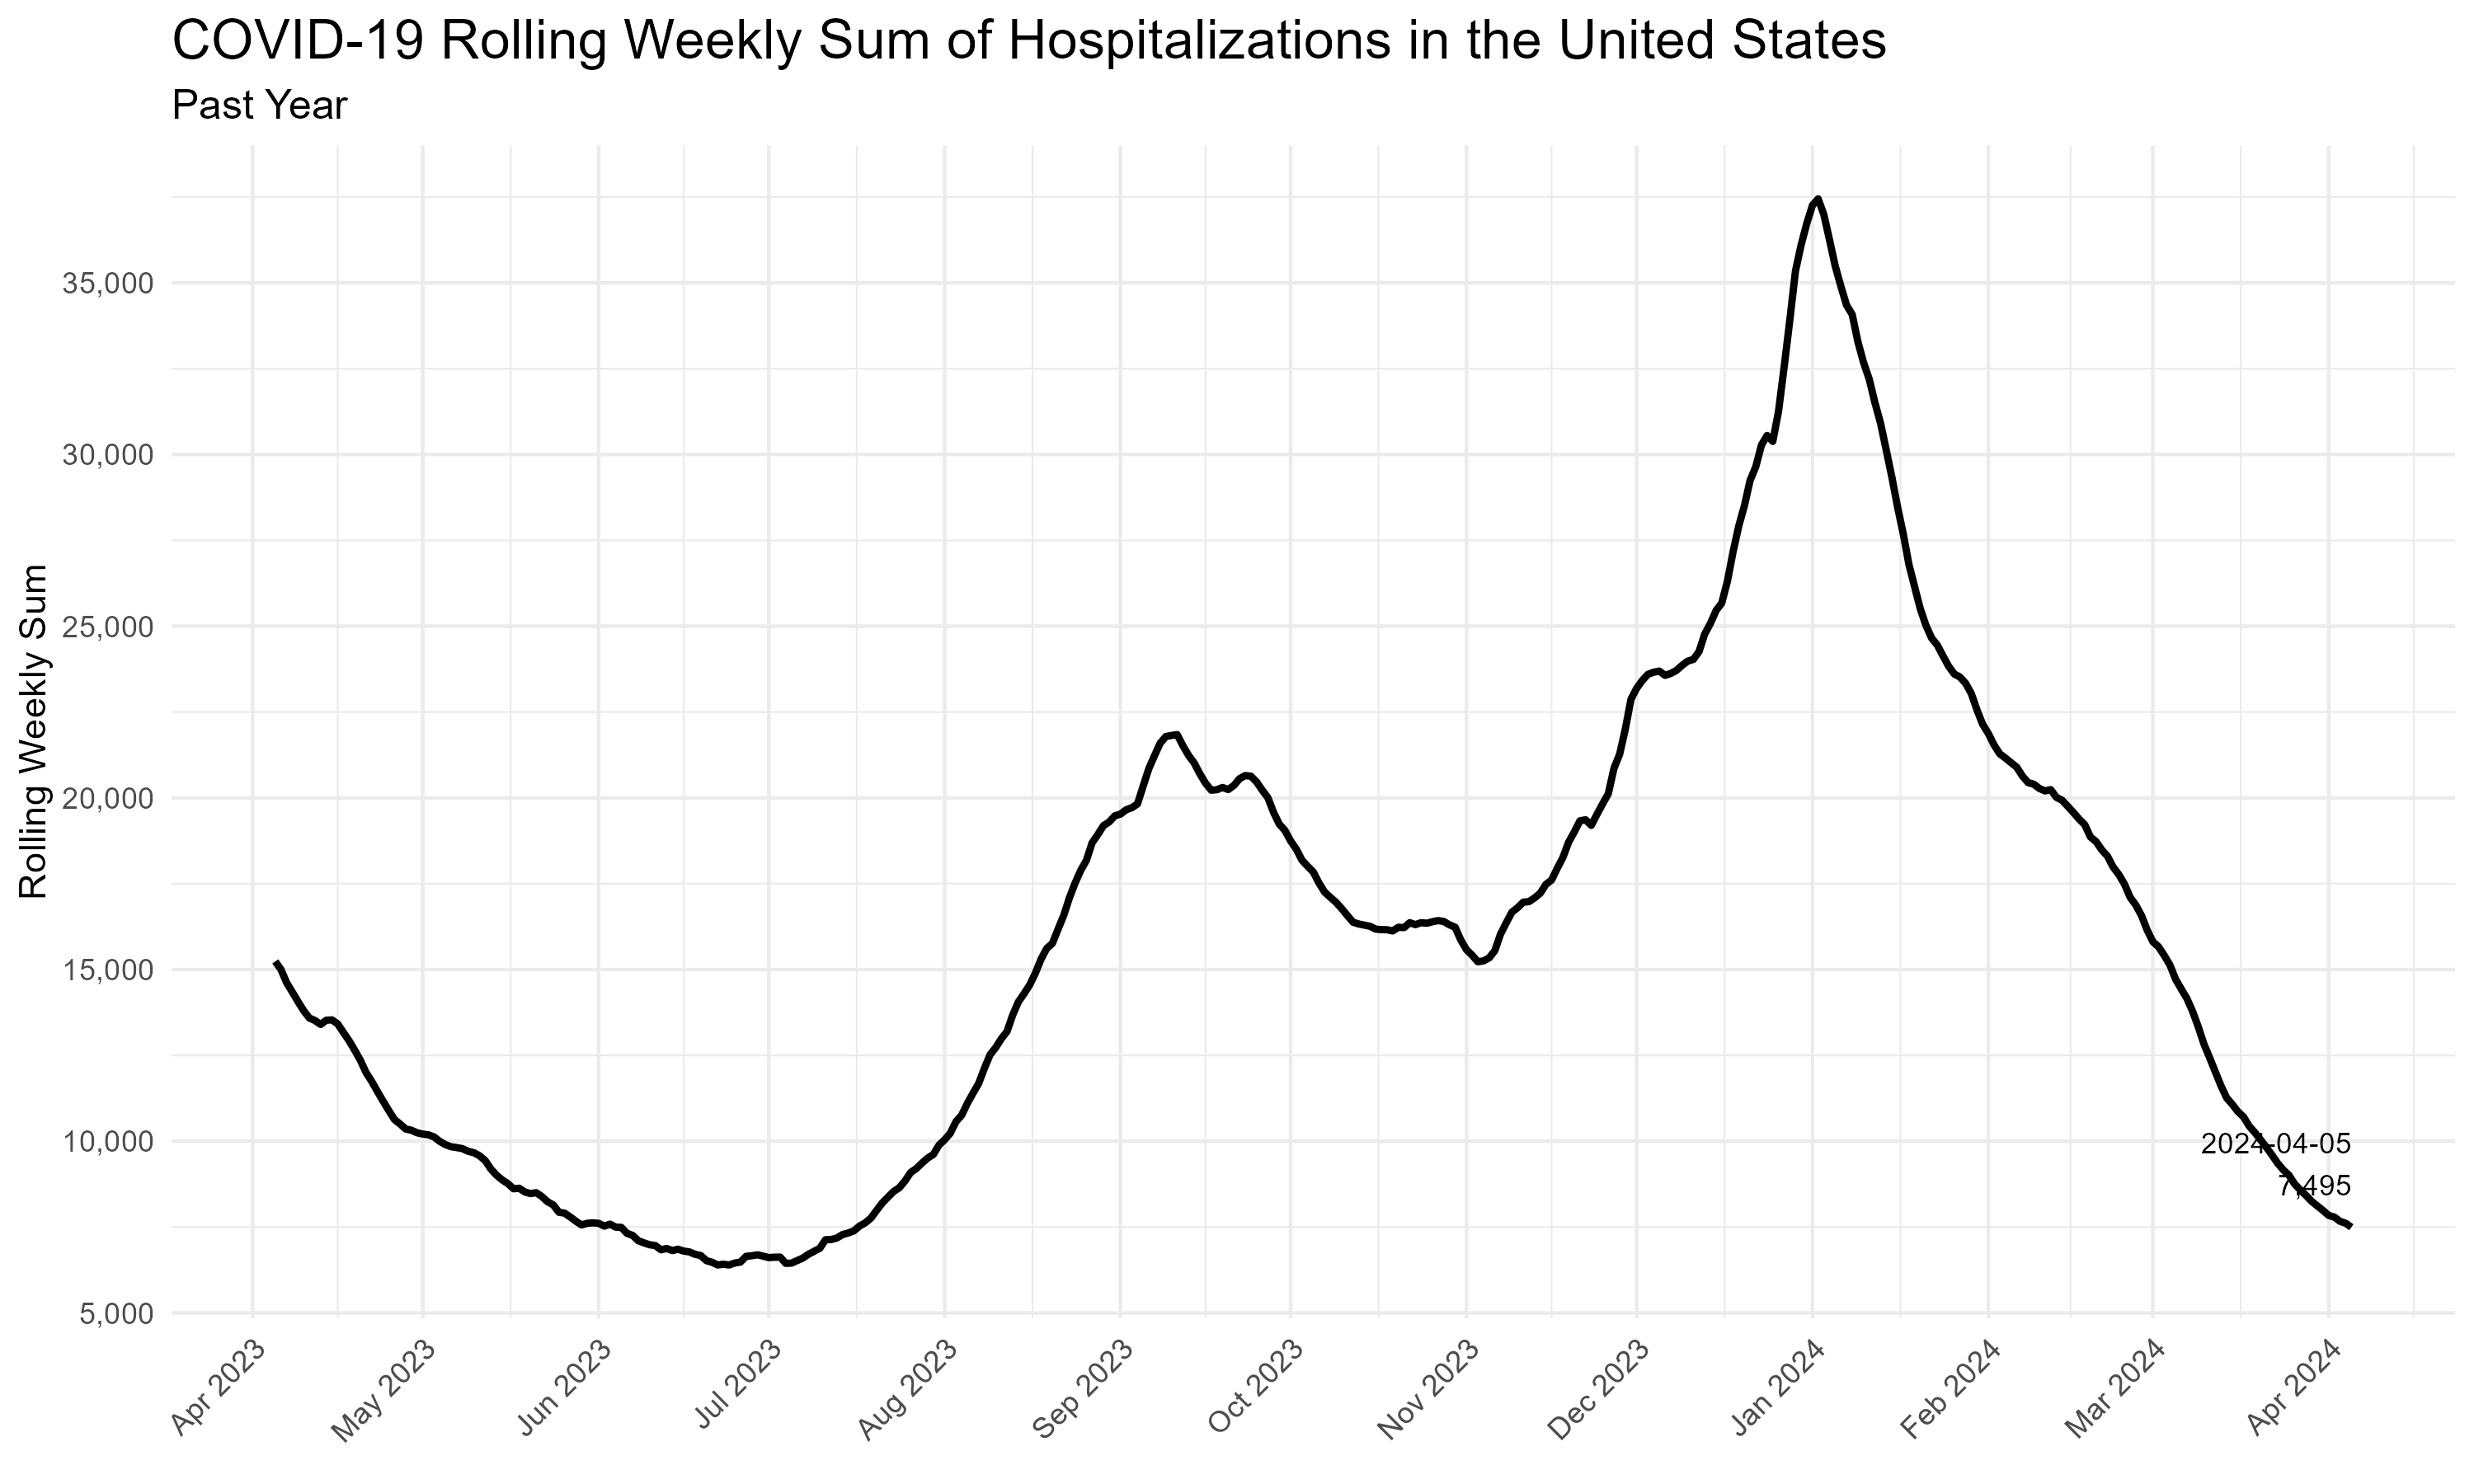 COVID-19 Rolling Weekly Sum of Hospitalizations in the United States
Past Year
Rolling Weekly Sum
35,000
30,000
25,000
20,000
15,000
10,000
5,000
2024-04-05
7,495
Apr 2023
May 2023
Jun 2023
Jul 2023
Aug 2023
Sep 2023
Oct 2023
Nov 2023
Dec 2023
Jan 2024
Feb 2024
Mar 2024
Apr 2024